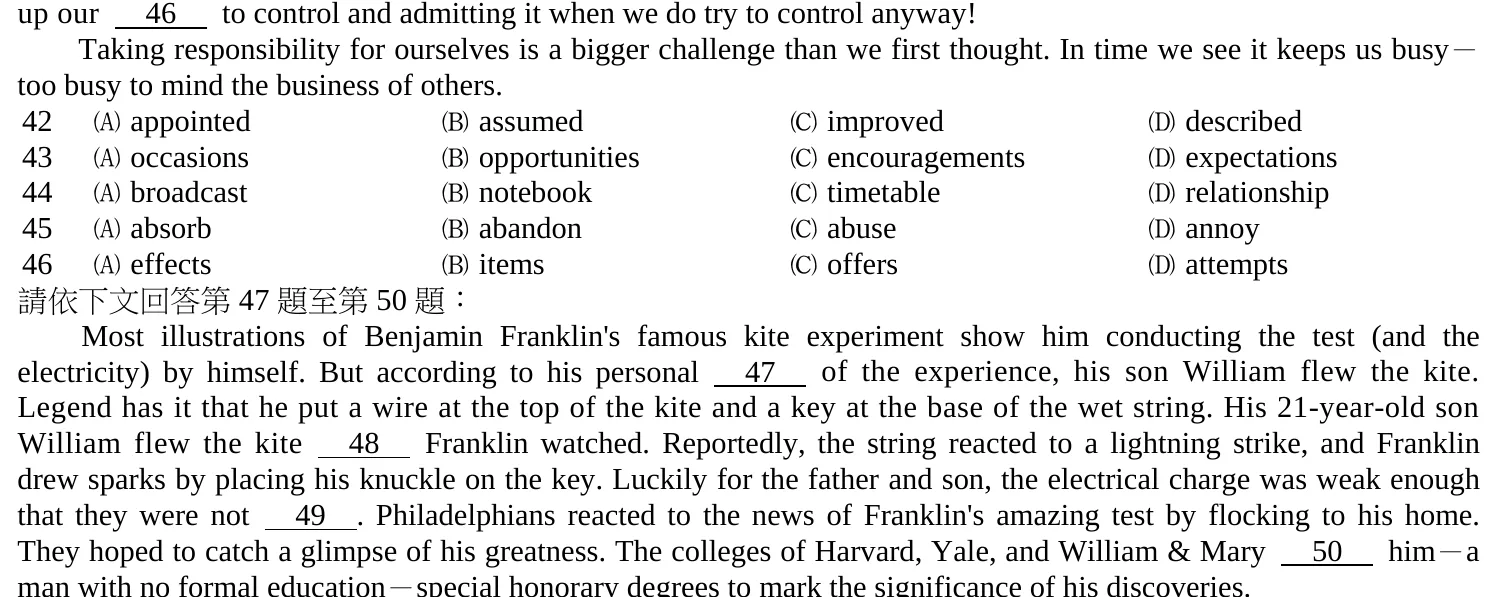 up our 46 to control and admitting it when we do try to control anyway!
Taking responsibility for ourselves is a bigger challenge than we first thought. In time we see it keeps us busy－
too busy to mind the business of others.
42 (A) appointed (B) assumed (C) improved (D) described
43 (A) occasions (B) opportunities (C) encouragements (D) expectations
44 (A) broadcast (B) notebook (C) timetable (D) relationship
45 (A) absorb (B) abandon (C) abuse (D) annoy
46 (A) effects (B) items (C) offers (D) attempts
請依下文回答第 47 題至第 50 題：
Most illustrations of Benjamin Franklin's famous kite experiment show him conducting the test (and the
electricity) by himself. But according to his personal 47 of the experience, his son William flew the kite.
Legend has it that he put a wire at the top of the kite and a key at the base of the wet string. His 21-year-old son
William flew the kite 48 Franklin watched. Reportedly, the string reacted to a lightning strike, and Franklin
drew sparks by placing his knuckle on the key. Luckily for the father and son, the electrical charge was weak enough
that they were not 49 . Philadelphians reacted to the news of Franklin's amazing test by flocking to his home.
They hoped to catch a glimpse of his greatness. The colleges of Harvard, Yale, and William & Mary 50 him－a
man with no formal education－special honorary degrees to mark the significance of his discoveries.